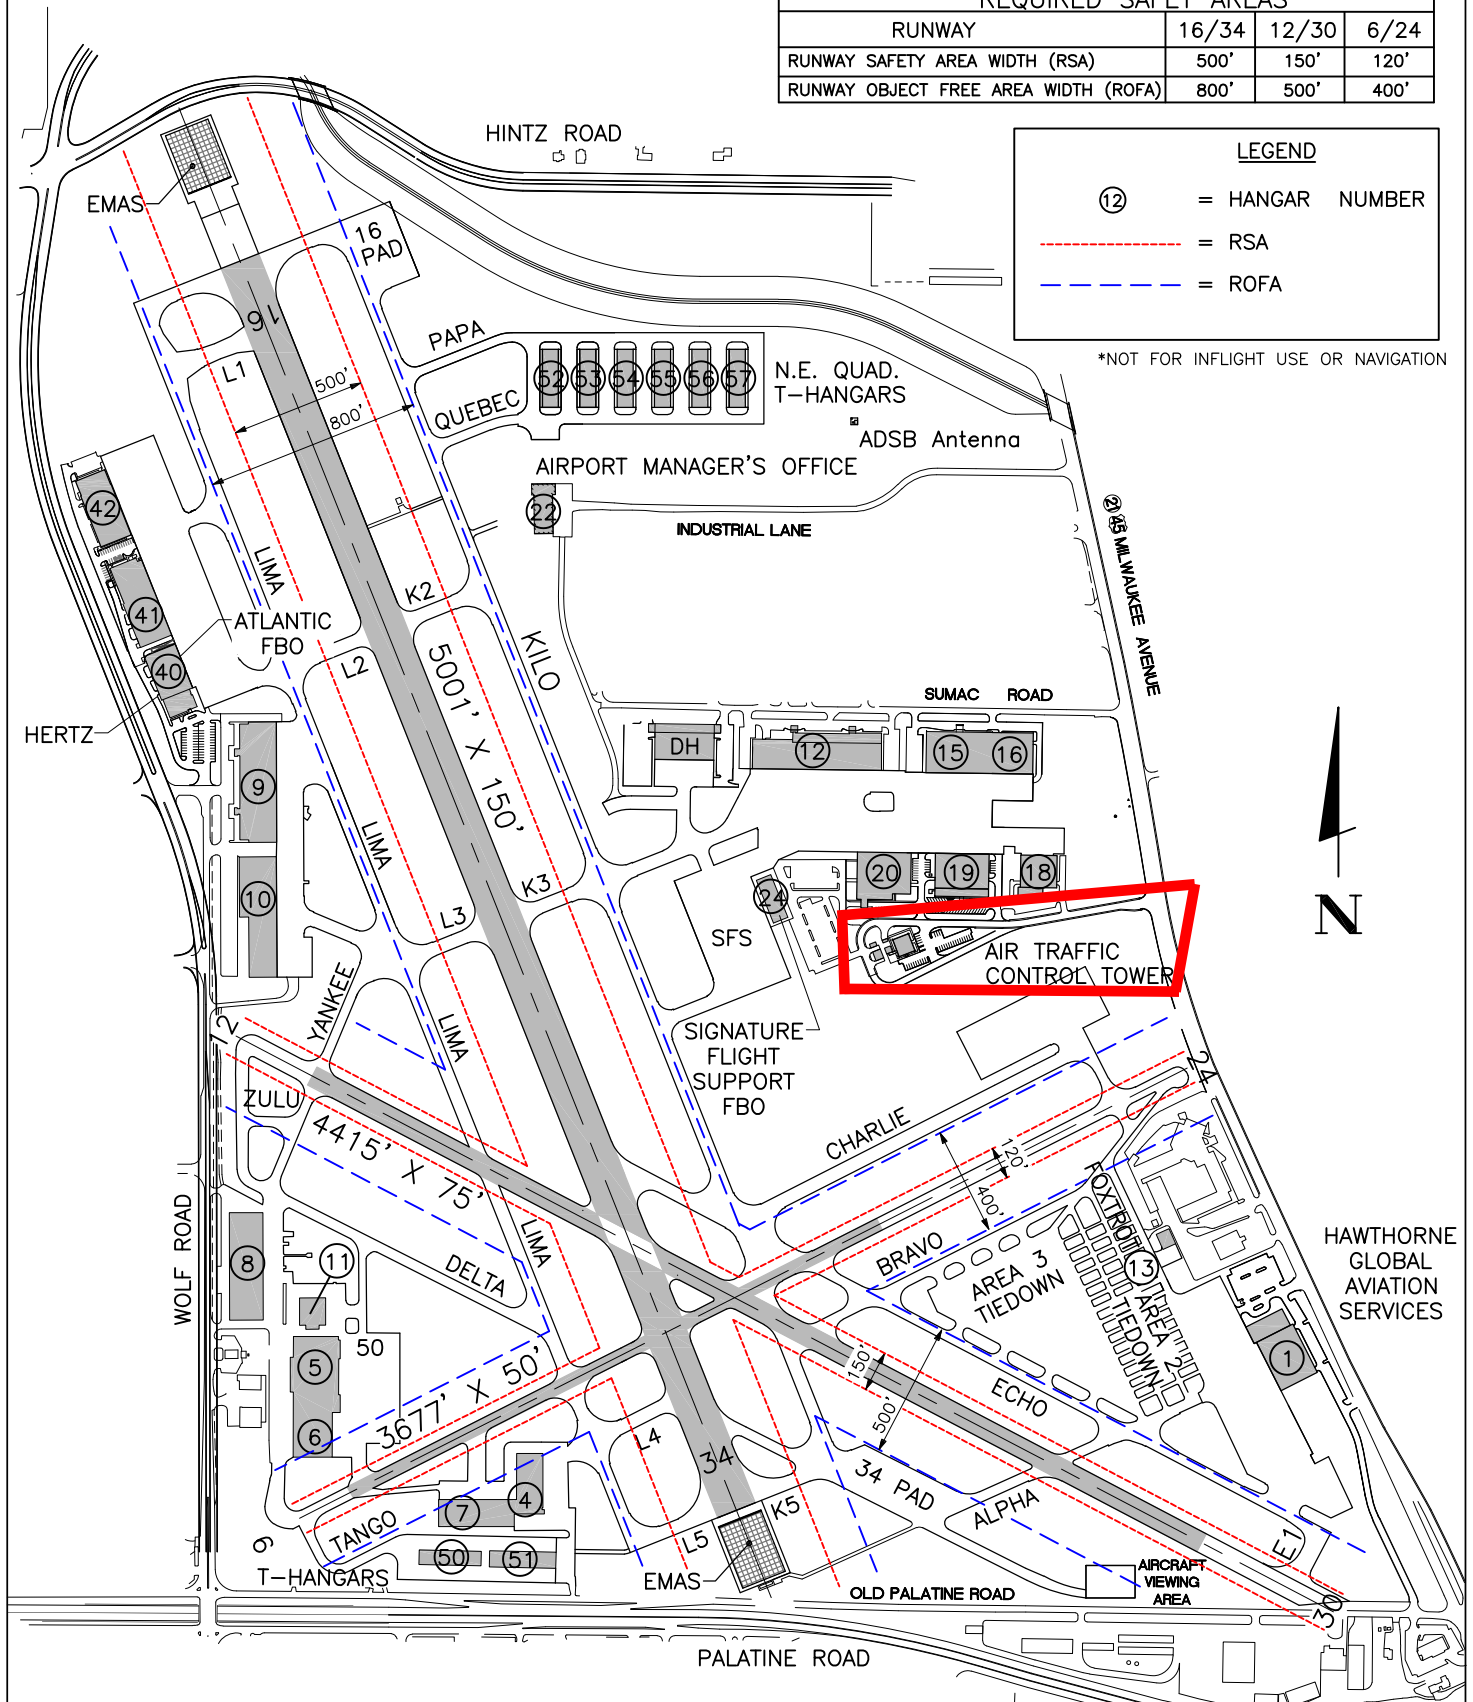 REQUIRED SAFETY AREAS
RUNWAY 16/34 12/30 6/24
RUNWAY SAFETY AREA WIDTH (RSA) 500' 150' 120'
RUNWAY OBJECT FREE AREA WIDTH (ROFA) 800' 500' 400'
LEGEND
12 = HANGAR NUMBER
= RSA
= ROFA
*NOT FOR INFLIGHT USE OR NAVIGATION
HINTZ ROAD
EMAS
16
PAD
16
PAPA
L1
500'
800'
QUEBEC
52 53 54 55 56 57
N.E. QUAD.
T-HANGARS
ADSB Antenna
AIRPORT MANAGER'S OFFICE
22
INDUSTRIAL LANE
21 45 MILWAUKEE AVENUE
42
41
40
LIMA
K2
ATLANTIC
FBO
L2
KILO
5001' X 150'
HERTZ
SUMAC ROAD
DH
12
15
16
9
LIMA
10
K3
L3
20
19
18
24
SFS
AIR TRAFFIC
CONTROL TOWER
N
YANKEE
LIMA
12
SIGNATURE
FLIGHT
SUPPORT
FBO
24
ZULU
4415' X 75'
CHARLIE
120'
400'
FOXTROT
WOLF ROAD
8
11
DELTA
LIMA
BRAVO
AREA 3
TIEDOWN
13
AREA 2
TIEDOWN
HAWTHORNE
GLOBAL
AVIATION
SERVICES
50
5
6
3677' X 50'
150'
500'
ECHO
1
L4
34
34 PAD
4
7
TANGO
K5
ALPHA
L5
E1
6
50
51
T-HANGARS
EMAS
OLD PALATINE ROAD
AIRCRAFT
VIEWING
AREA
30
PALATINE ROAD